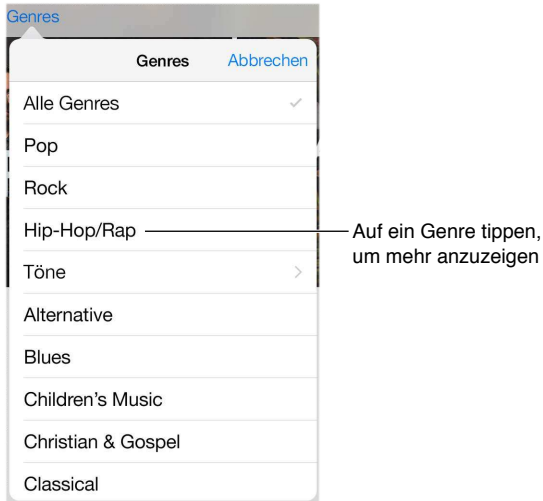 Genres
Genres Abbrechen
Alle Genres
Pop
Rock
Hip-Hop/Rap
Auf ein Genre tippen,
um mehr anzuzeigen
Töne
Alternative
Blues
Children's Music
Christian & Gospel
Classical